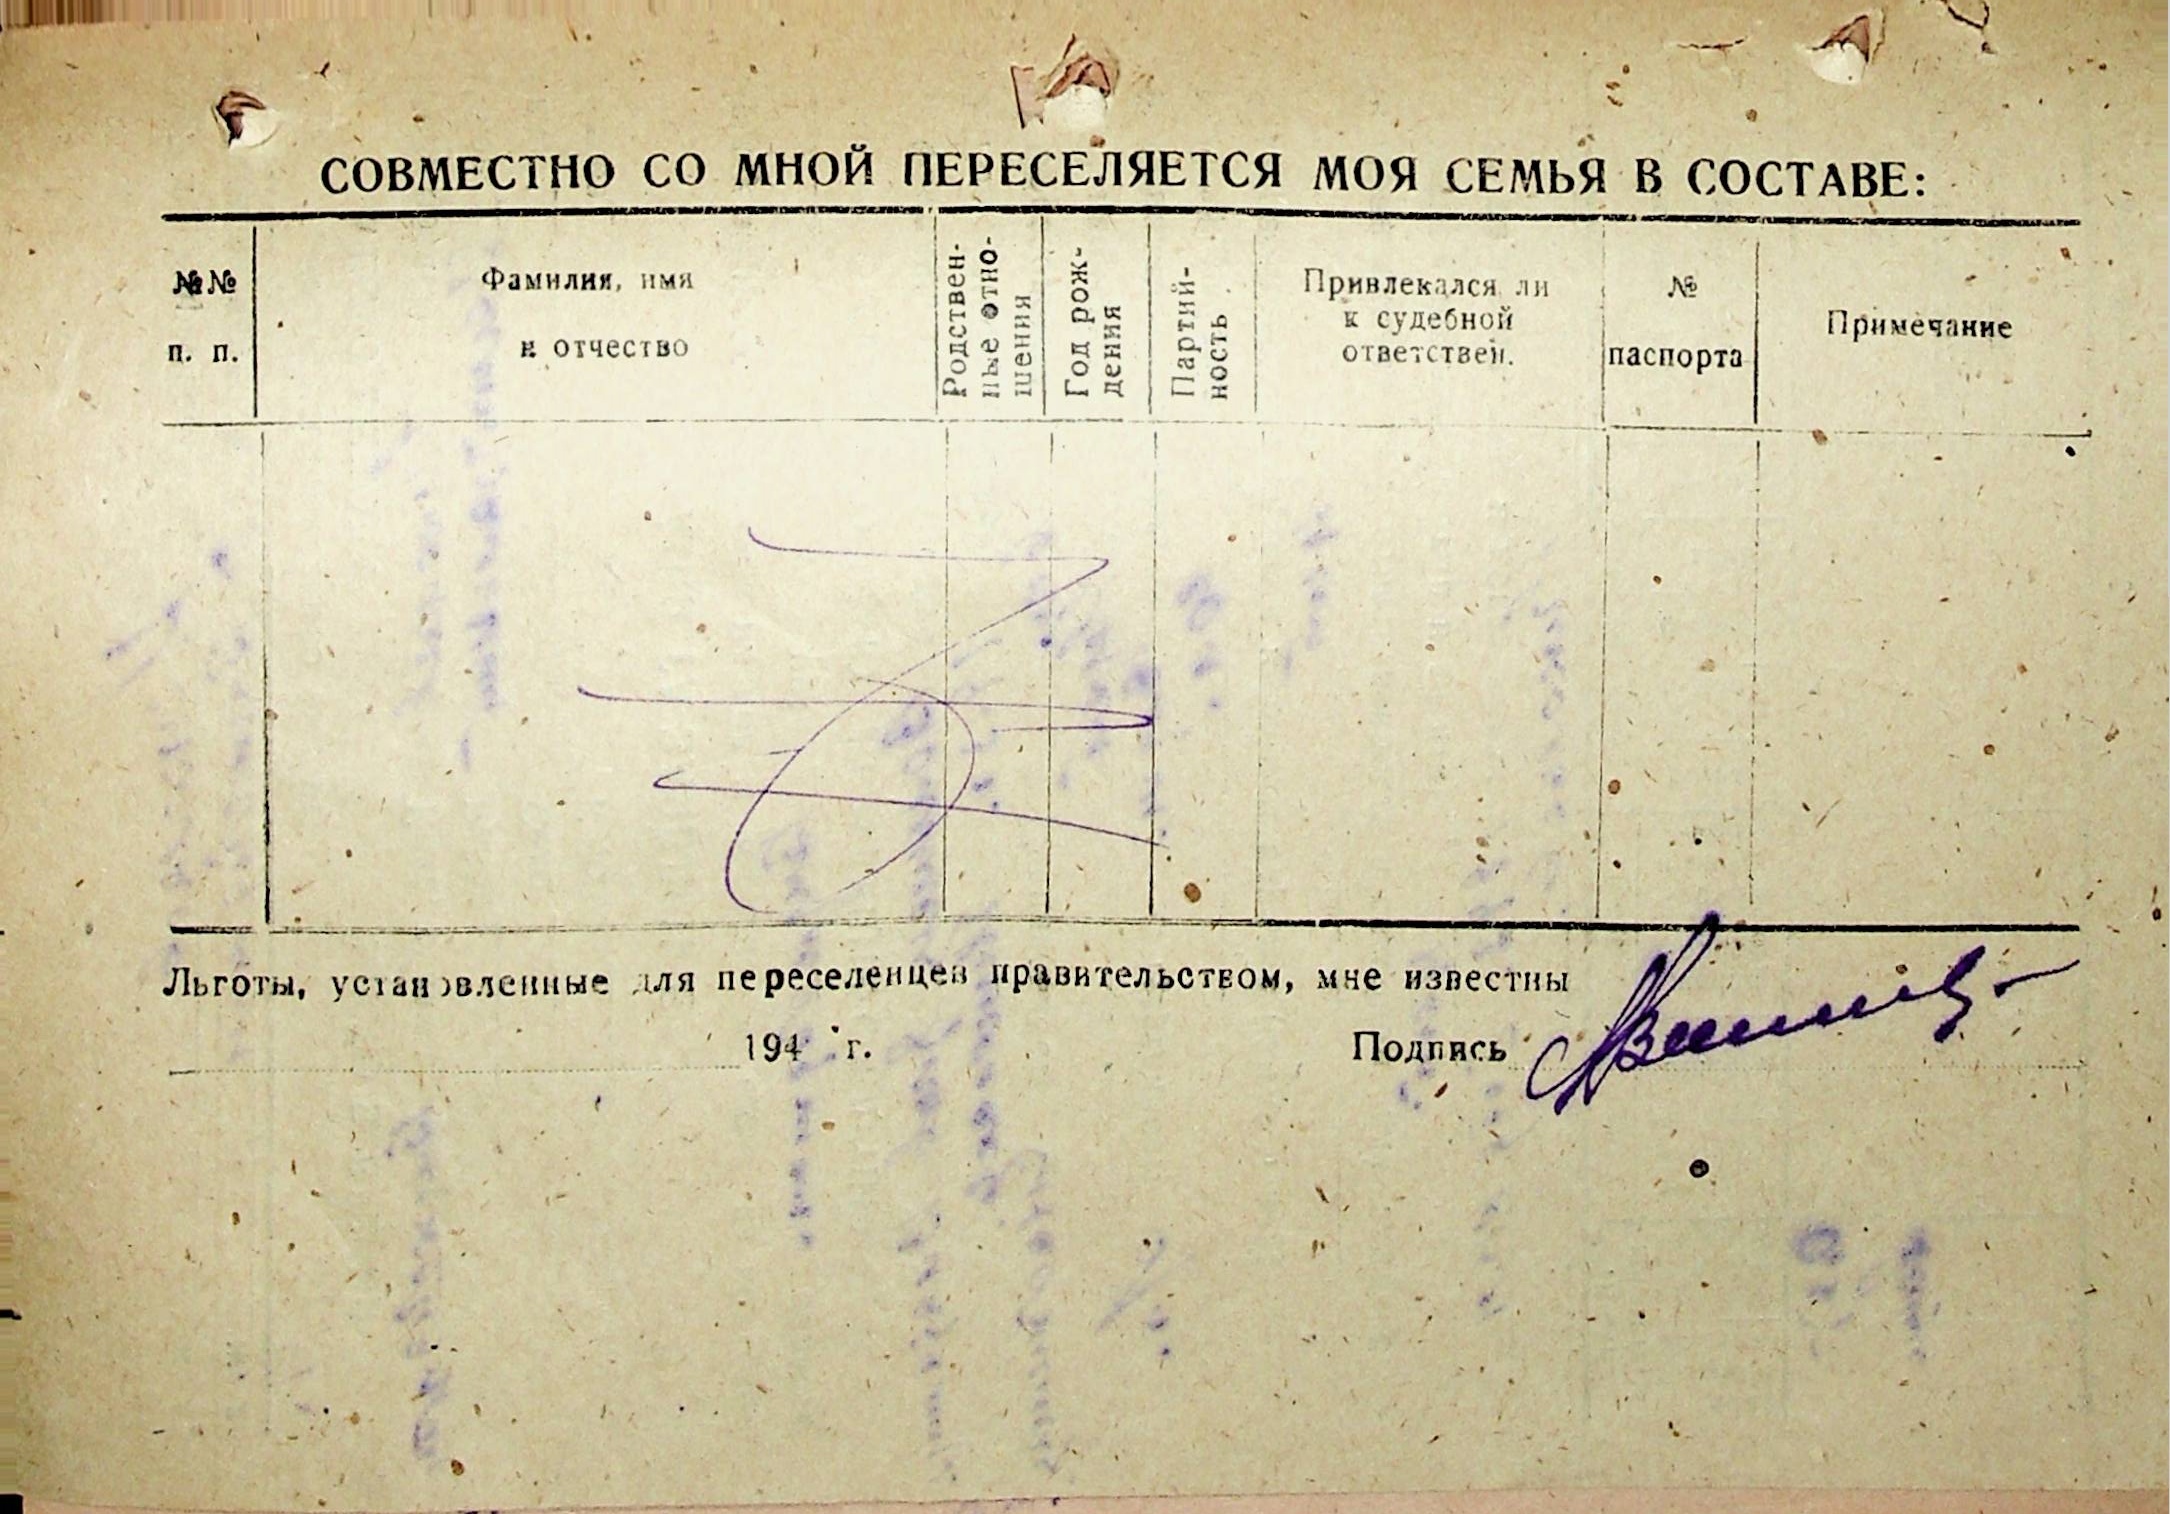 СОВМЕСТНО СО МНОЙ ПЕРЕСЕЛЯЕТСЯ МОЯ СЕМЬЯ В СОСТАВЕ:
№№ п. п.
Фамилия, имя
и отчество
Родствен-
ные отно-
шения
Год рож-
дения
Партий-
ность
Привлекался ли
к судебной
ответствен.
№
паспорта
Примечание
Льготы, установленные для переселенцев правительством, мне известны
194 г.
Подпись